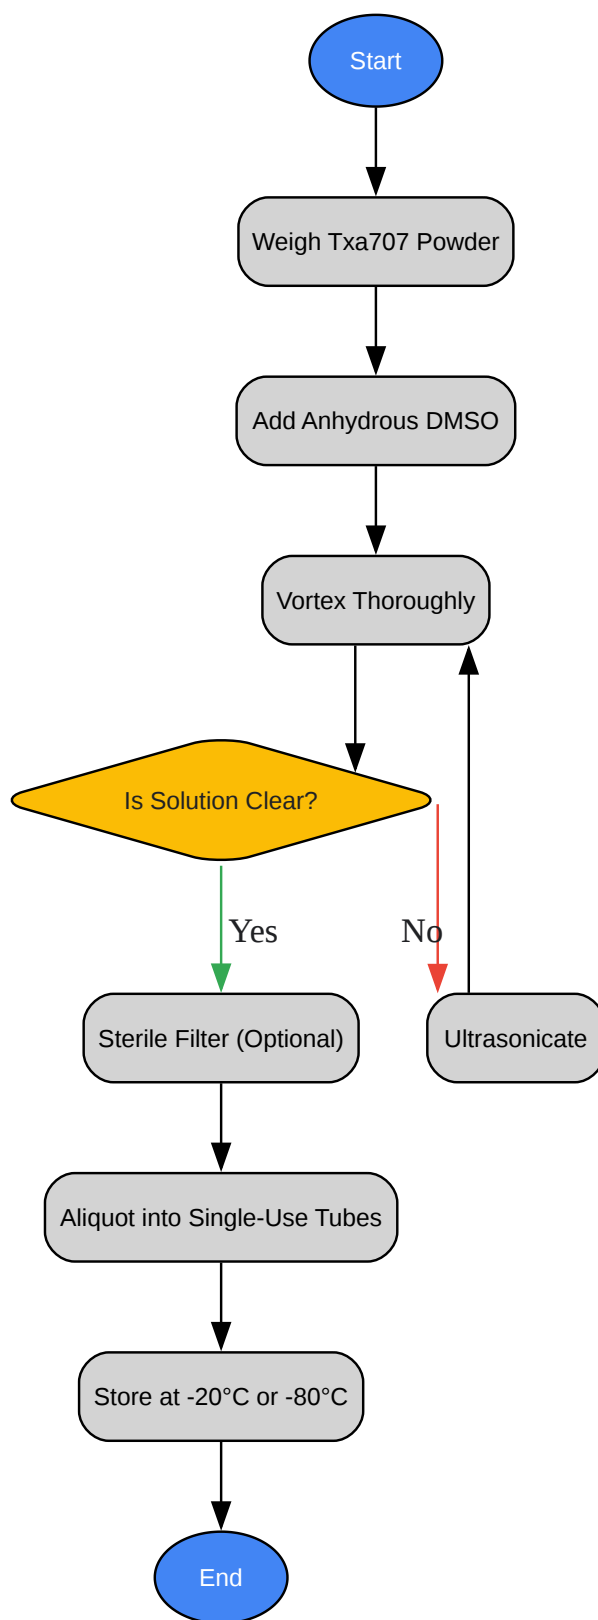 Start
Weigh Txa707 Powder
Add Anhydrous DMSO
Vortex Thoroughly
Is Solution Clear?
Yes
No
Sterile Filter (Optional)
Ultrasonicate
Aliquot into Single-Use Tubes
Store at -20°C or -80°C
End